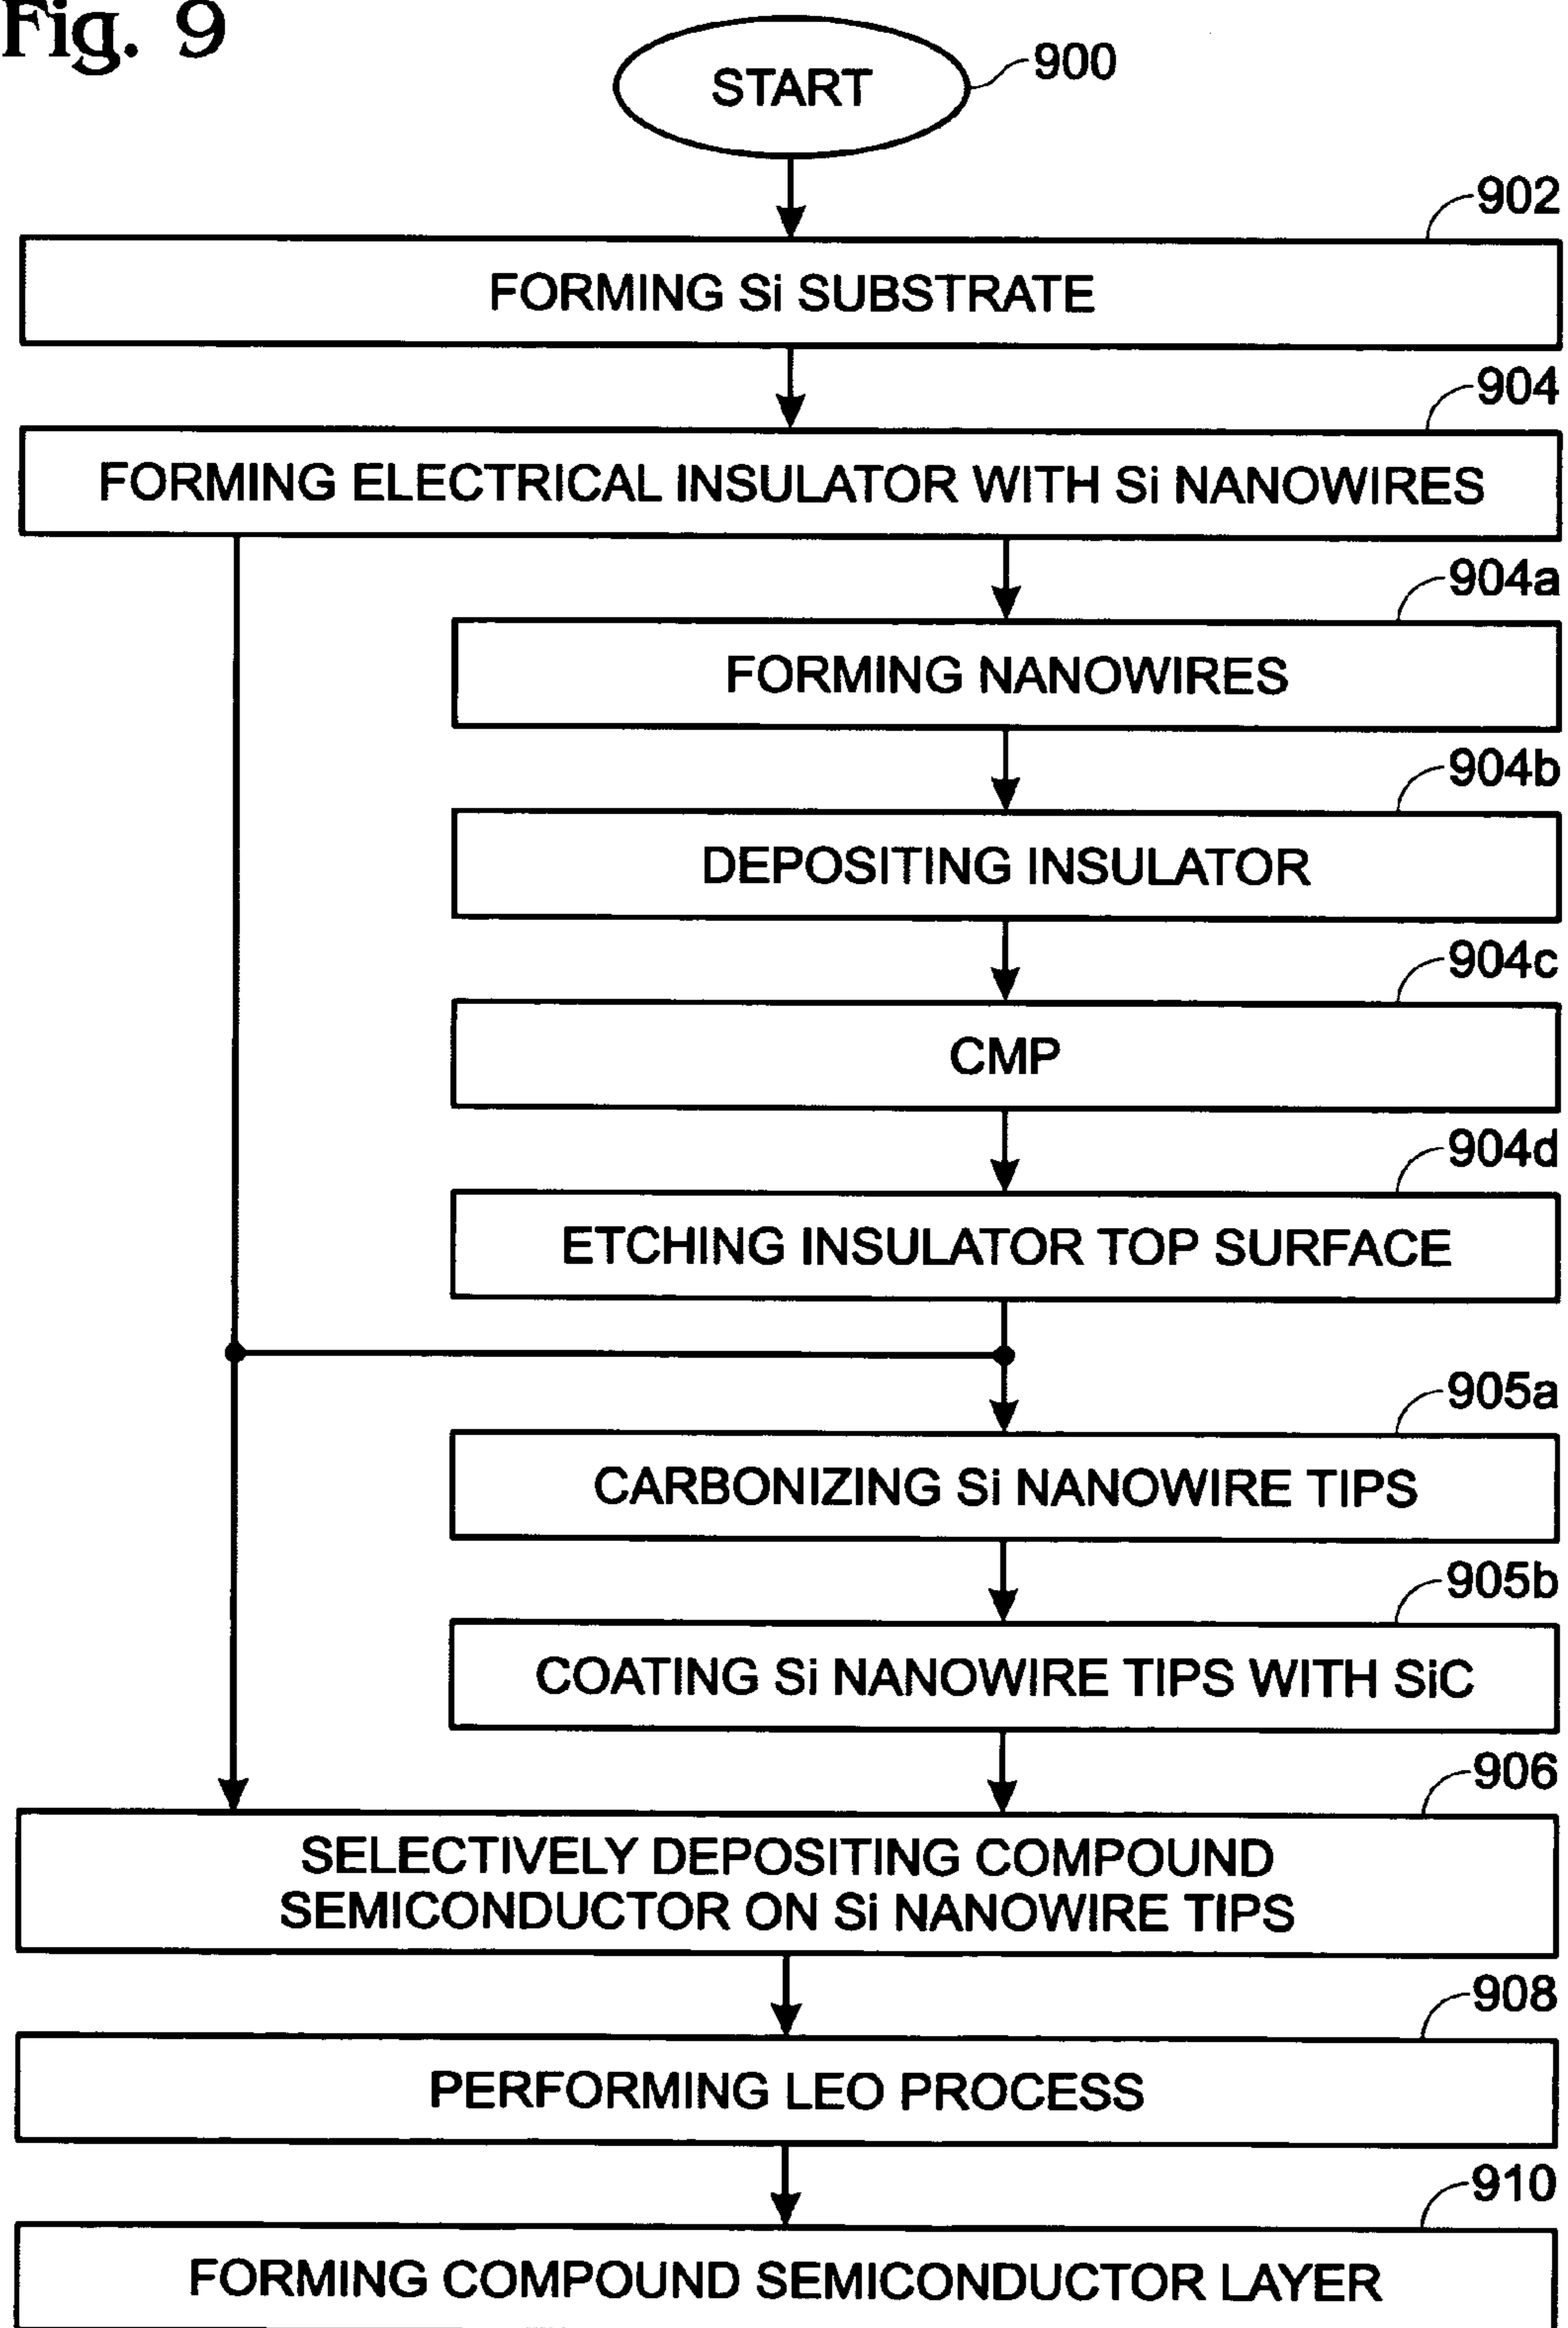 Fig. 9
START
900
902
FORMING Si SUBSTRATE
904
FORMING ELECTRICAL INSULATOR WITH Si NANOWIRES
904a
FORMING NANOWIRES
904b
DEPOSITING INSULATOR
904c
CMP
904d
ETCHING INSULATOR TOP SURFACE
905a
CARBONIZING Si NANOWIRE TIPS
905b
COATING Si NANOWIRE TIPS WITH SiC
906
SELECTIVELY DEPOSITING COMPOUND
SEMICONDUCTOR ON Si NANOWIRE TIPS
908
PERFORMING LEO PROCESS
910
FORMING COMPOUND SEMICONDUCTOR LAYER